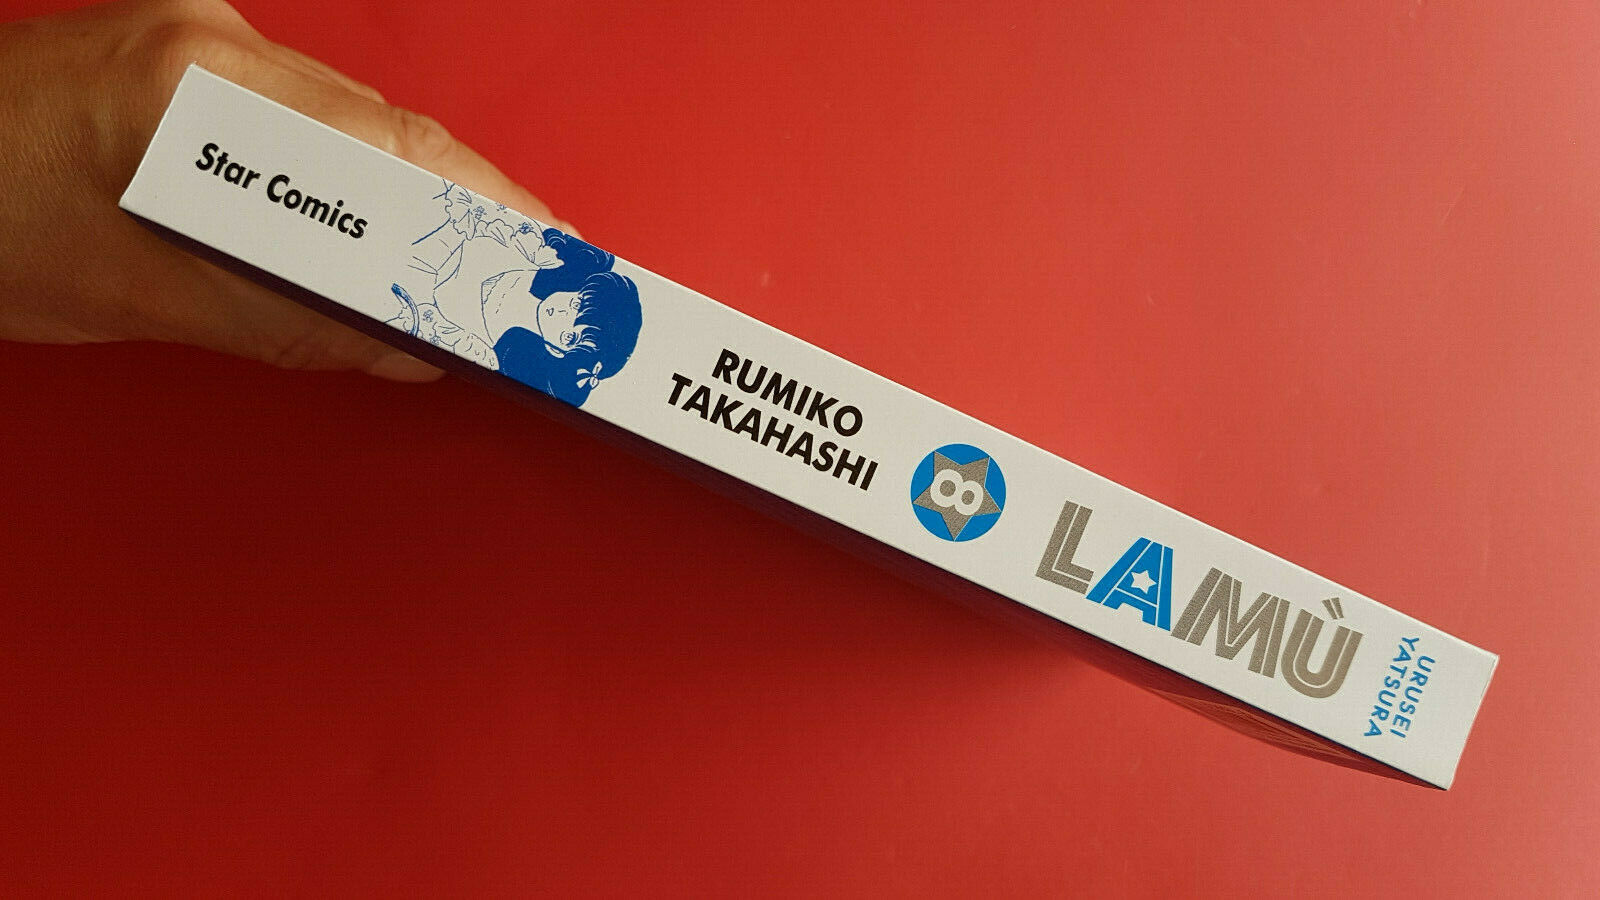 Star Comics
RUMIKO
TAKAHASHI
8
LAMÙ
URUSEI
YATSURA